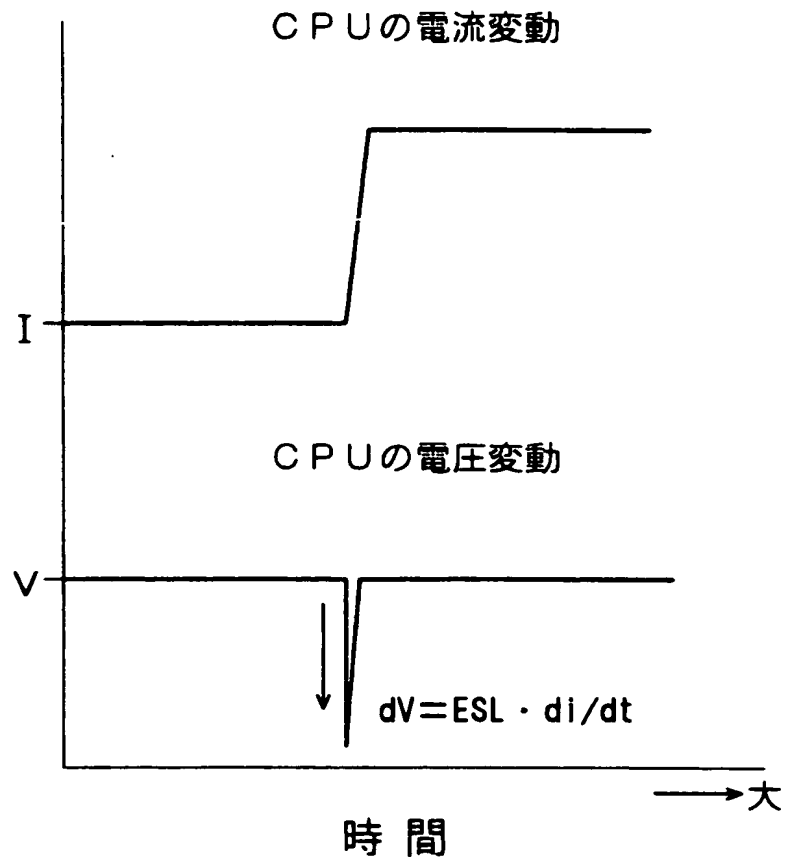 CPUの電流変動
I
CPUの電圧変動
V
dV=ESL・di/dt
大
時間